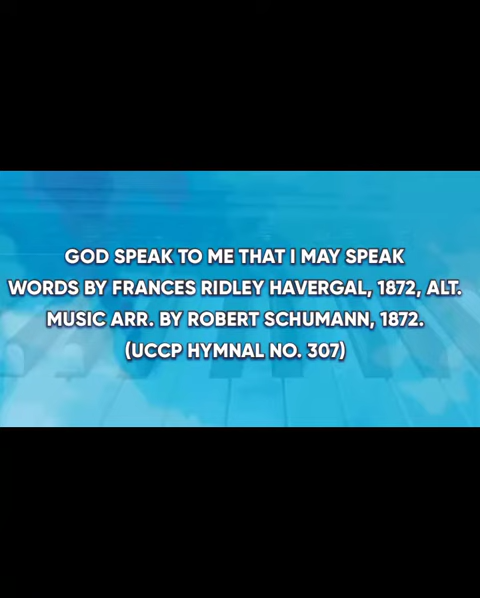 GOD SPEAK TO ME THAT I MAY SPEAK
WORDS BY FRANCES RIDLEY HAVERGAL, 1872, ALT.
MUSIC ARR. BY ROBERT SCHUMANN, 1872.
(UCCP HYMNAL NO. 307)